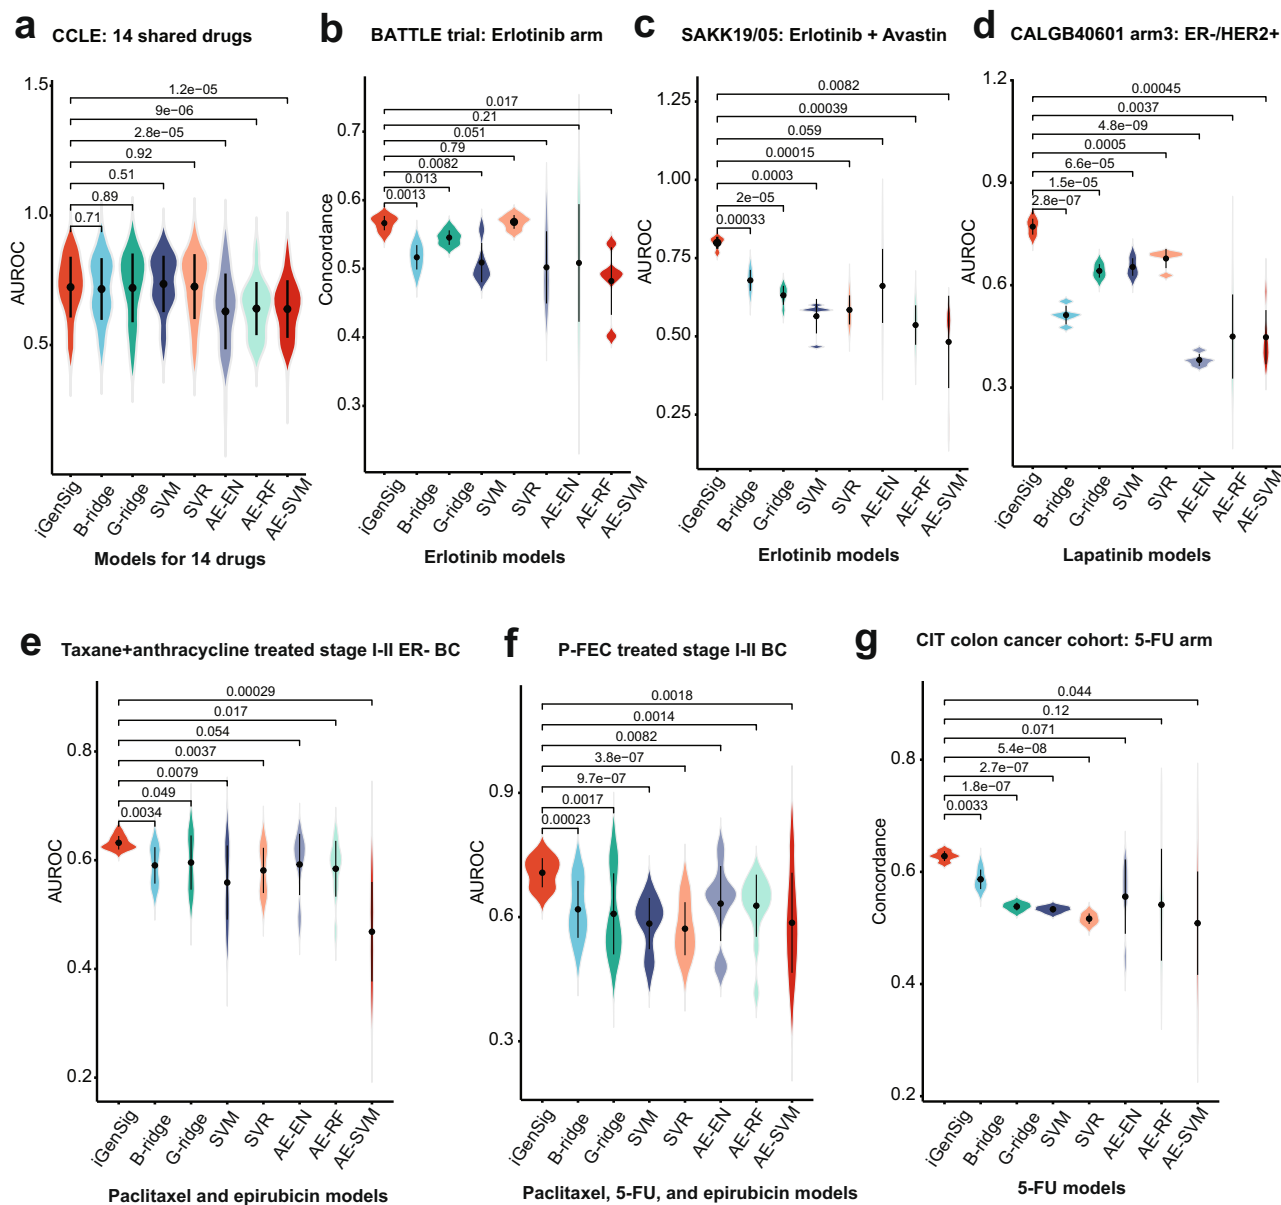 a CCLE: 14 shared drugs
AUROC
1.5
1.0
0.5
1.2e−05
9e−06
2.8e−05
0.92
0.51
0.89
0.71
iGenSig
B-ridge
G-ridge
SVM
SVR
AE-EN
AE-RF
AE-SVM
Models for 14 drugs
b BATTLE trial: Erlotinib arm
Concordance
0.7
0.6
0.5
0.4
0.3
0.017
0.21
0.051
0.79
0.0082
0.013
0.0013
iGenSig
B-ridge
G-ridge
SVM
SVR
AE-EN
AE-RF
AE-SVM
Erlotinib models
c SAKK19/05: Erlotinib + Avastin
AUROC
1.25
1.00
0.75
0.50
0.25
0.0082
0.00039
0.059
0.00015
0.0003
2e−05
0.00033
iGenSig
B-ridge
G-ridge
SVM
SVR
AE-EN
AE-RF
AE-SVM
Erlotinib models
d CALGB40601 arm3: ER-/HER2+
AUROC
1.2
0.9
0.6
0.3
0.00045
0.0037
4.8e−09
0.0005
6.6e−05
1.5e−05
2.8e−07
iGenSig
B-ridge
G-ridge
SVM
SVR
AE-EN
AE-RF
AE-SVM
Lapatinib models
e Taxane+anthracycline treated stage I-II ER- BC
AUROC
0.8
0.6
0.4
0.2
0.00029
0.017
0.054
0.0037
0.0079
0.049
0.0034
iGenSig
B-ridge
G-ridge
SVM
SVR
AE-EN
AE-RF
AE-SVM
Paclitaxel and epirubicin models
f P-FEC treated stage I-II BC
AUROC
0.9
0.6
0.3
0.0018
0.0014
0.0082
3.8e−07
9.7e−07
0.0017
0.00023
iGenSig
B-ridge
G-ridge
SVM
SVR
AE-EN
AE-RF
AE-SVM
Paclitaxel, 5-FU, and epirubicin models
g CIT colon cancer cohort: 5-FU arm
Concordance
0.8
0.6
0.4
0.2
0.044
0.12
0.071
5.4e−08
2.7e−07
1.8e−07
0.0033
iGenSig
B-ridge
G-ridge
SVM
SVR
AE-EN
AE-RF
AE-SVM
5-FU models